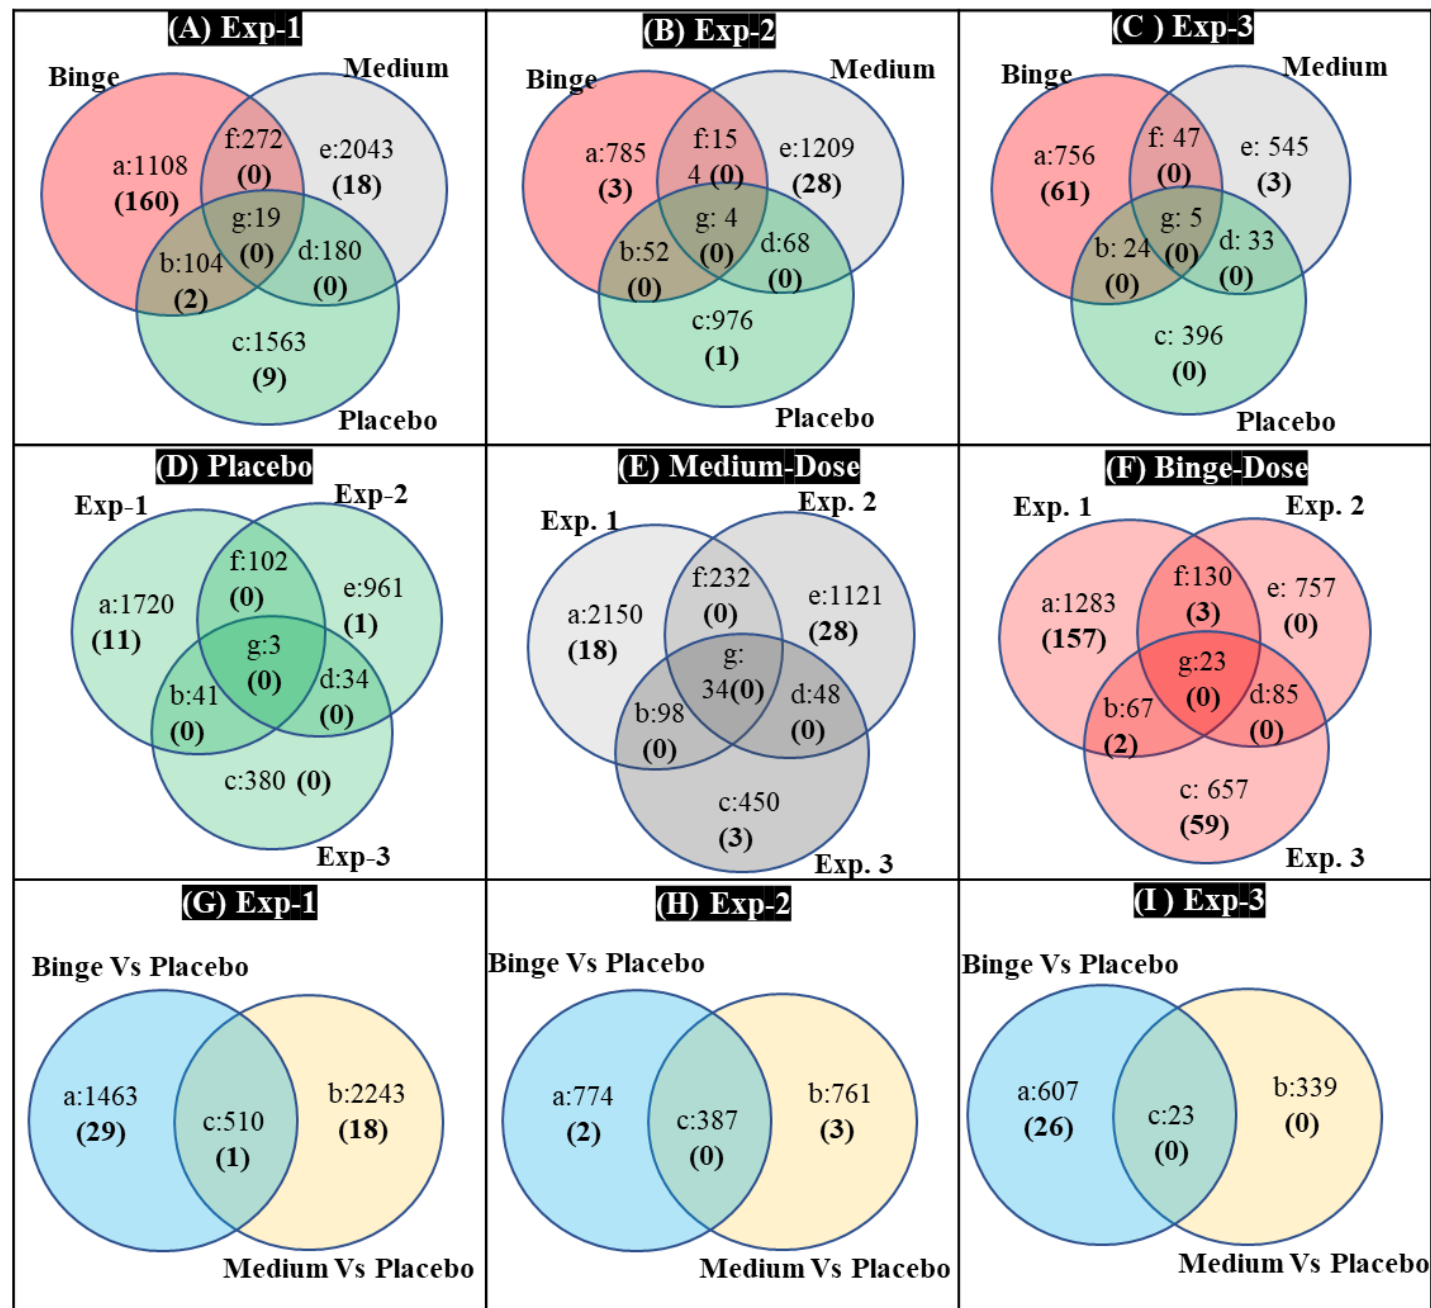 (A) Exp-1
Binge
Medium
a:1108
(160)
f:272
(0)
e:2043
(18)
g:19
(0)
b:104
(2)
d:180
(0)
c:1563
(9)
Placebo
(B) Exp-2
Binge
Medium
a:785
(3)
f:15
4 (0)
e:1209
(28)
g: 4
(0)
b:52
(0)
d:68
(0)
c:976
(1)
Placebo
(C ) Exp-3
Binge
Medium
a:756
(61)
f: 47
(0)
e: 545
(3)
g: 5
(0)
b: 24
(0)
d: 33
(0)
c: 396
(0)
Placebo
(D) Placebo
Exp-1
Exp-2
a:1720
(11)
f:102
(0)
e:961
(1)
g:3
(0)
b:41
(0)
d:34
(0)
c:380 (0)
Exp-3
(E) Medium-Dose
Exp. 1
Exp. 2
a:2150
(18)
f:232
(0)
e:1121
(28)
g:
34(0)
b:98
(0)
d:48
(0)
c:450
(3)
Exp. 3
(F) Binge-Dose
Exp. 1
Exp. 2
a:1283
(157)
f:130
(3)
e: 757
(0)
g:23
(0)
b:67
(2)
d:85
(0)
c: 657
(59)
Exp. 3
(G) Exp-1
Binge Vs Placebo
a:1463
(29)
c:510
(1)
b:2243
(18)
Medium Vs Placebo
(H) Exp-2
Binge Vs Placebo
a:774
(2)
c:387
(0)
b:761
(3)
Medium Vs Placebo
(I ) Exp-3
Binge Vs Placebo
a:607
(26)
c:23
(0)
b:339
(0)
Medium Vs Placebo